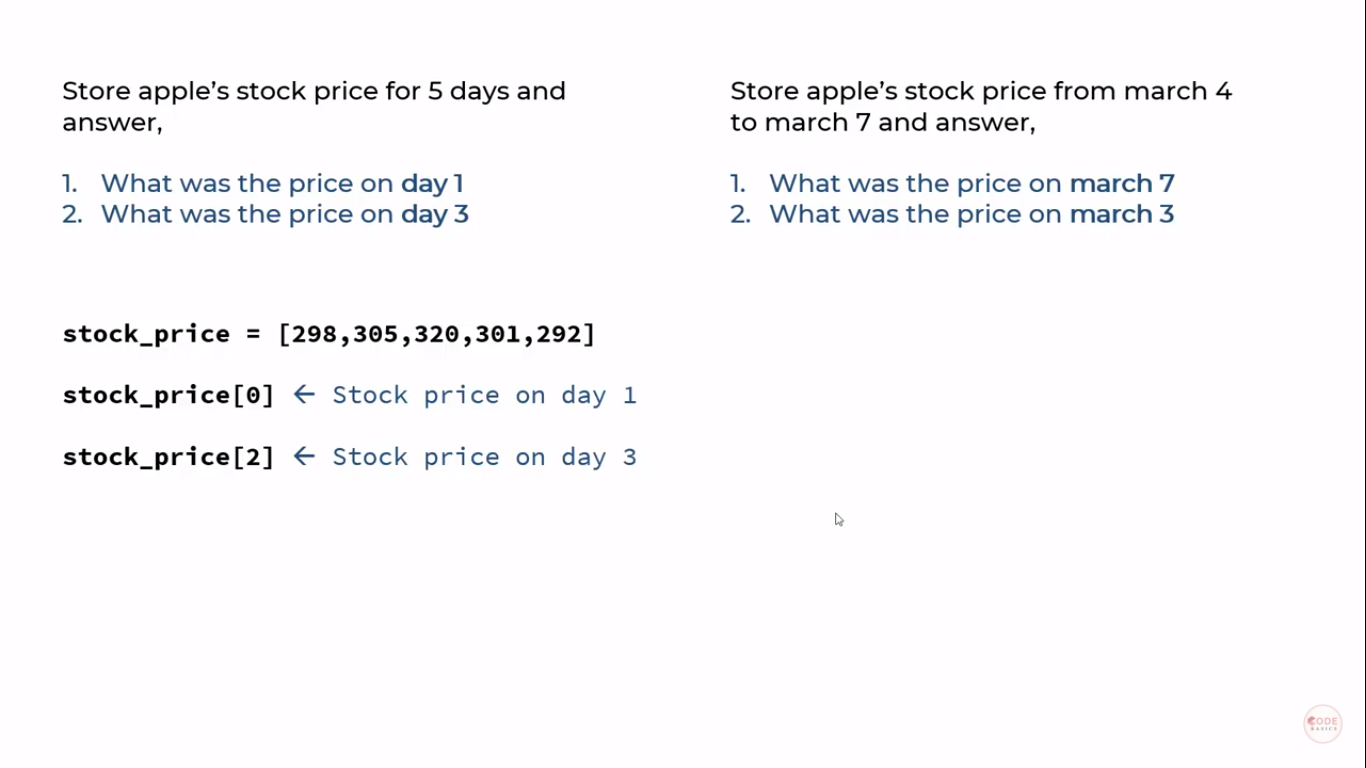 Store apple's stock price for 5 days and
answer,
1. What was the price on day 1
2. What was the price on day 3
stock_price = [298,305,320,301,292]
stock_price[0] ← Stock price on day 1
stock_price[2] ← Stock price on day 3
Store apple's stock price from march 4
to march 7 and answer,
1. What was the price on march 7
2. What was the price on march 3
CODE
BASICS